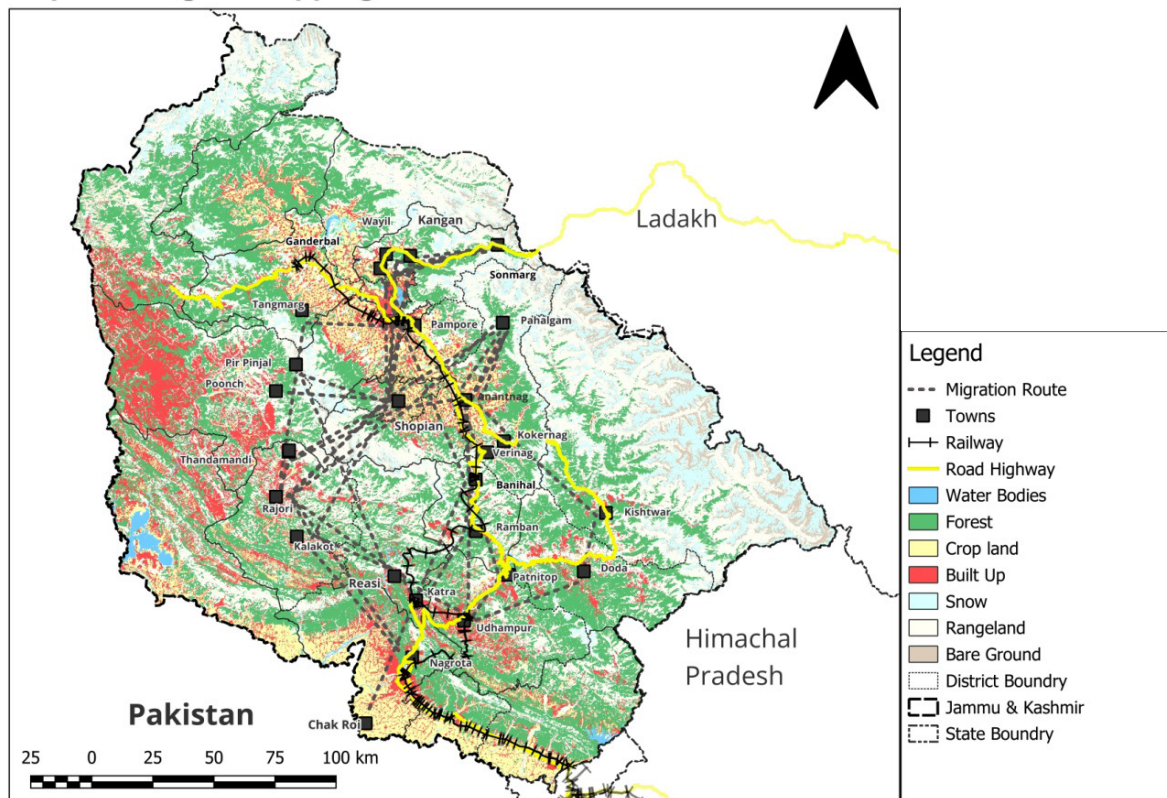 Ladakh
Kangan
Wayil
Ganderbal
Sonmarg
Tangmarg
Pampore
Pahalgam
Pir Pinjal
Poonch
Anantnag
Shopian
Kokernag
Verinag
Thandamandi
Banihal
Rajori
Kishtwar
Ramban
Kalakot
Reasi
Patnitop
Doda
Katra
Udhampur
Himachal
Pradesh
Nagrota
Pakistan
Chak Roi
25 0 25 50 75 100 km
Legend
Migration Route
Towns
Railway
Road Highway
Water Bodies
Forest
Crop land
Built Up
Snow
Rangeland
Bare Ground
District Boundry
Jammu & Kashmir
State Boundry